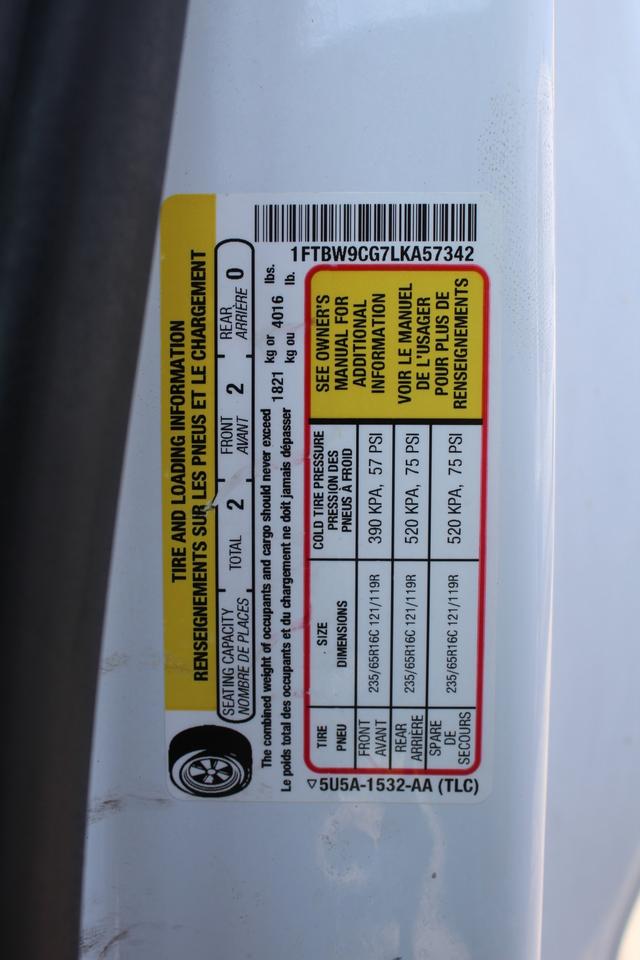 TIRE AND LOADING INFORMATION
RENSEIGNEMENTS SUR LES PNEUS ET LE CHARGEMENT
SEATING CAPACITY
NOMBRE DE PLACES
TOTAL 2
FRONT
AVANT
2
REAR
ARRIÈRE
0
The combined weight of occupants and cargo should never exceed
Le poids total des occupants et du chargement ne doit jamais dépasser
1821 kg or 4016 lbs.
kg ou lb.
1FTBW9CG7LKA57342
TIRE SIZE COLD TIRE PRESSURE
PNEU DIMENSIONS PRESSION DES
PNEUS À FROID
FRONT
AVANT
235/65R16C 121/119R 390 KPA, 57 PSI
REAR
ARRIÈRE
235/65R16C 121/119R 520 KPA, 75 PSI
SPARE
DE
SECOURS
235/65R16C 121/119R 520 KPA, 75 PSI
SEE OWNER'S
MANUAL FOR
ADDITIONAL
INFORMATION
VOIR LE MANUEL
DE L'USAGER
POUR PLUS DE
RENSEIGNEMENTS
5U5A-1532-AA (TLC)